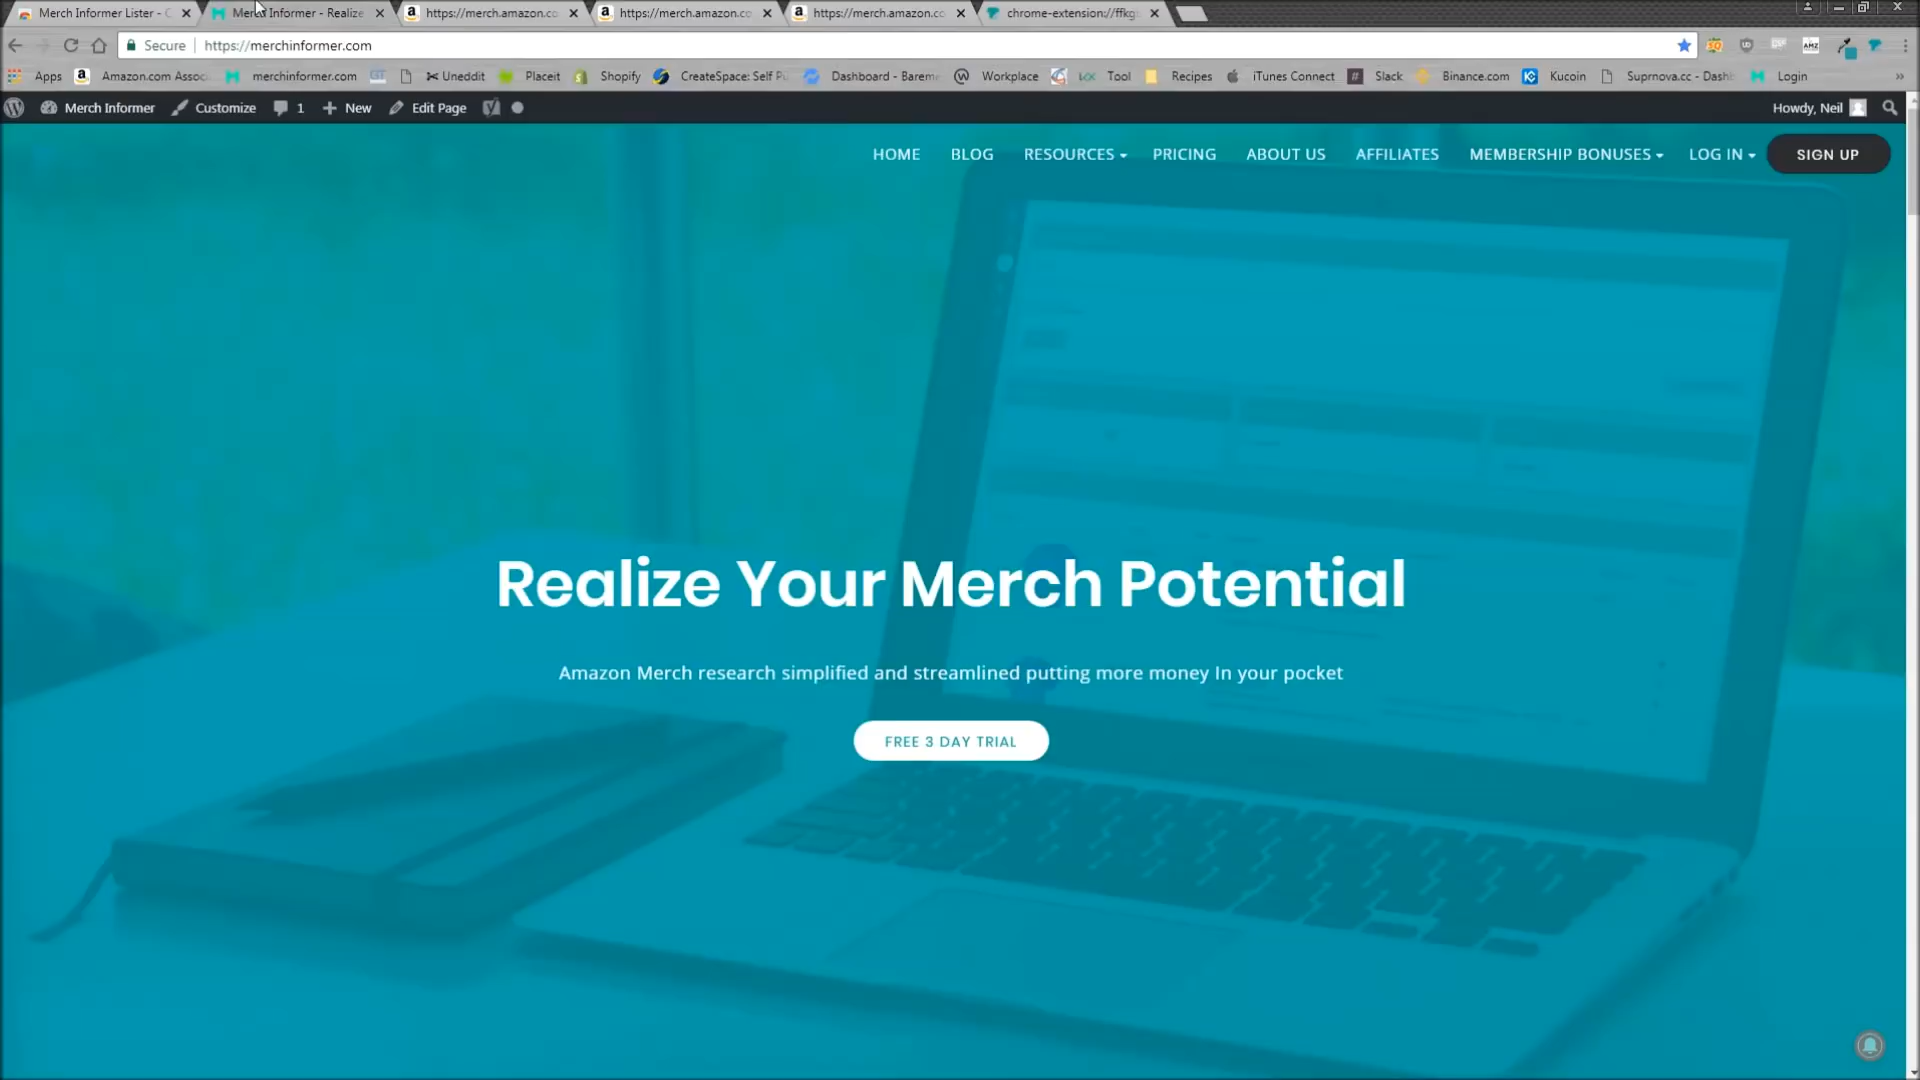 Merch Informer Lister - C
Merch Informer - Realize
https://merch.amazon.co
https://merch.amazon.co
https://merch.amazon.co
chrome-extension://ffkg
Secure
https://merchinformer.com
Apps
Amazon.com Assoc
merchinformer.com
Uneddit
Placeit
Shopify
CreateSpace: Self Pu
Dashboard - Bareme
Workplace
Tool
Recipes
iTunes Connect
Slack
Binance.com
Kucoin
Suprnova.cc - Dash
Login
Merch Informer
Customize
1
New
Edit Page
Howdy, Neil
HOME BLOG RESOURCES PRICING ABOUT US AFFILIATES MEMBERSHIP BONUSES LOG IN SIGN UP
Realize Your Merch Potential
Amazon Merch research simplified and streamlined putting more money In your pocket
FREE 3 DAY TRIAL